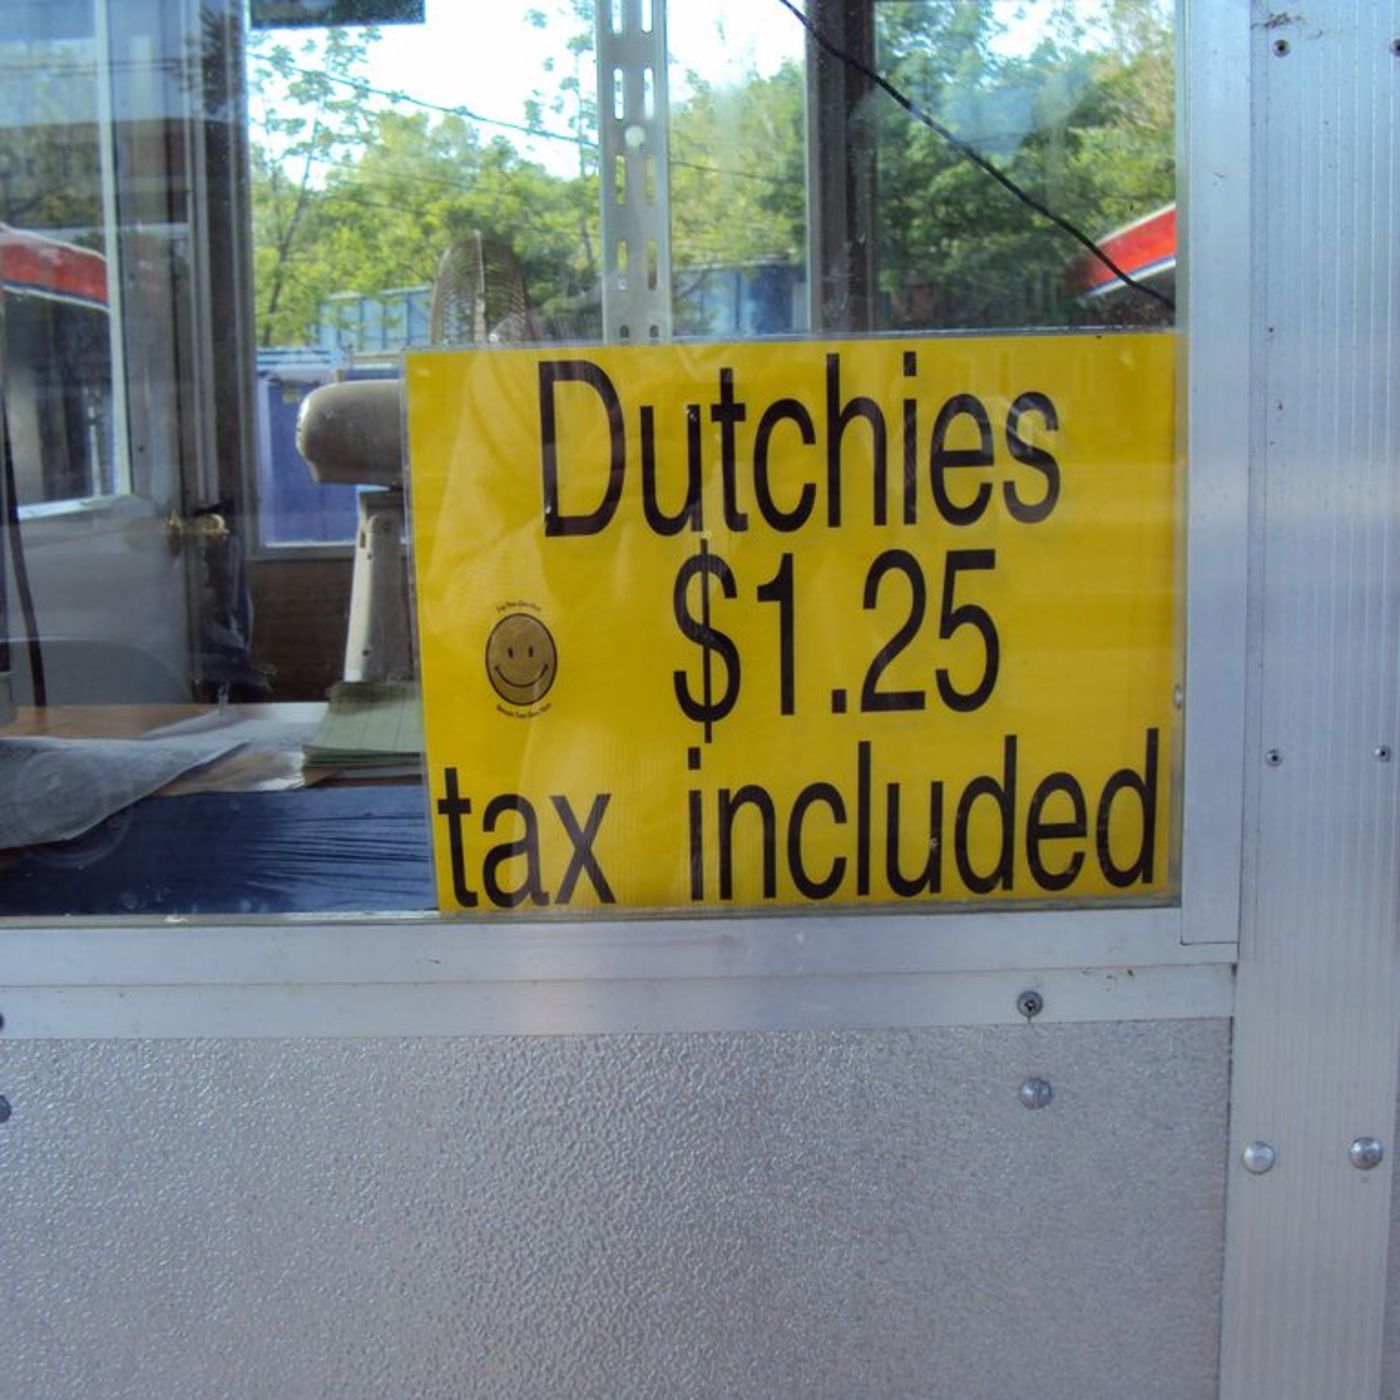 Dutchies
$1.25
tax included